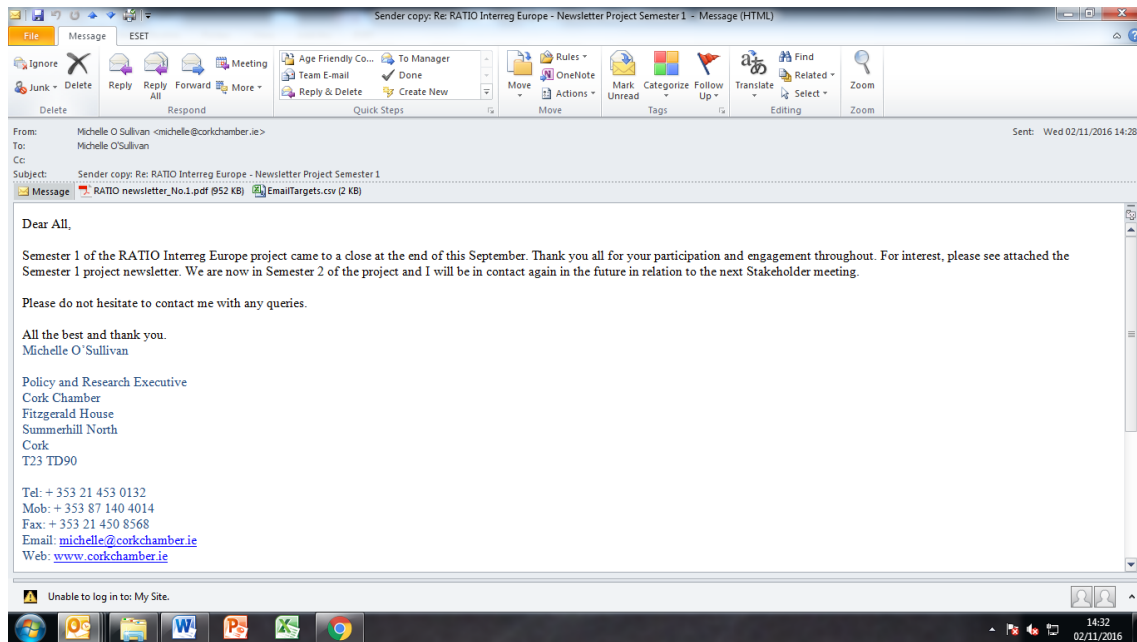 Sender copy: Re: RATIO Interreg Europe - Newsletter Project Semester 1 - Message (HTML)
File Message ESET
Ignore
Junk
Delete
Reply
Reply All
Forward
Meeting
More
Age Friendly Co...
Team E-mail
Reply & Delete
To Manager
Done
Create New
Move
Rules
OneNote
Actions
Mark Unread
Categorize
Follow Up
Translate
Find
Related
Select
Zoom
Delete Respond Quick Steps Move Tags Editing Zoom
From: Michelle O Sullivan <michelle@corkchamber.ie> Sent: Wed 02/11/2016 14:28
To: Michelle O'Sullivan
Cc:
Subject: Sender copy: Re: RATIO Interreg Europe - Newsletter Project Semester 1
Message RATIO newsletter_No.1.pdf (952 KB) EmailTargets.csv (2 KB)
Dear All,
Semester 1 of the RATIO Interreg Europe project came to a close at the end of this September. Thank you all for your participation and engagement throughout. For interest, please see attached the
Semester 1 project newsletter. We are now in Semester 2 of the project and I will be in contact again in the future in relation to the next Stakeholder meeting.
Please do not hesitate to contact me with any queries.
All the best and thank you.
Michelle O'Sullivan
Policy and Research Executive
Cork Chamber
Fitzgerald House
Summerhill North
Cork
T23 TD90
Tel: + 353 21 453 0132
Mob: + 353 87 140 4014
Fax: + 353 21 450 8568
Email: michelle@corkchamber.ie
Web: www.corkchamber.ie
Unable to log in to: My Site.
14:32
02/11/2016